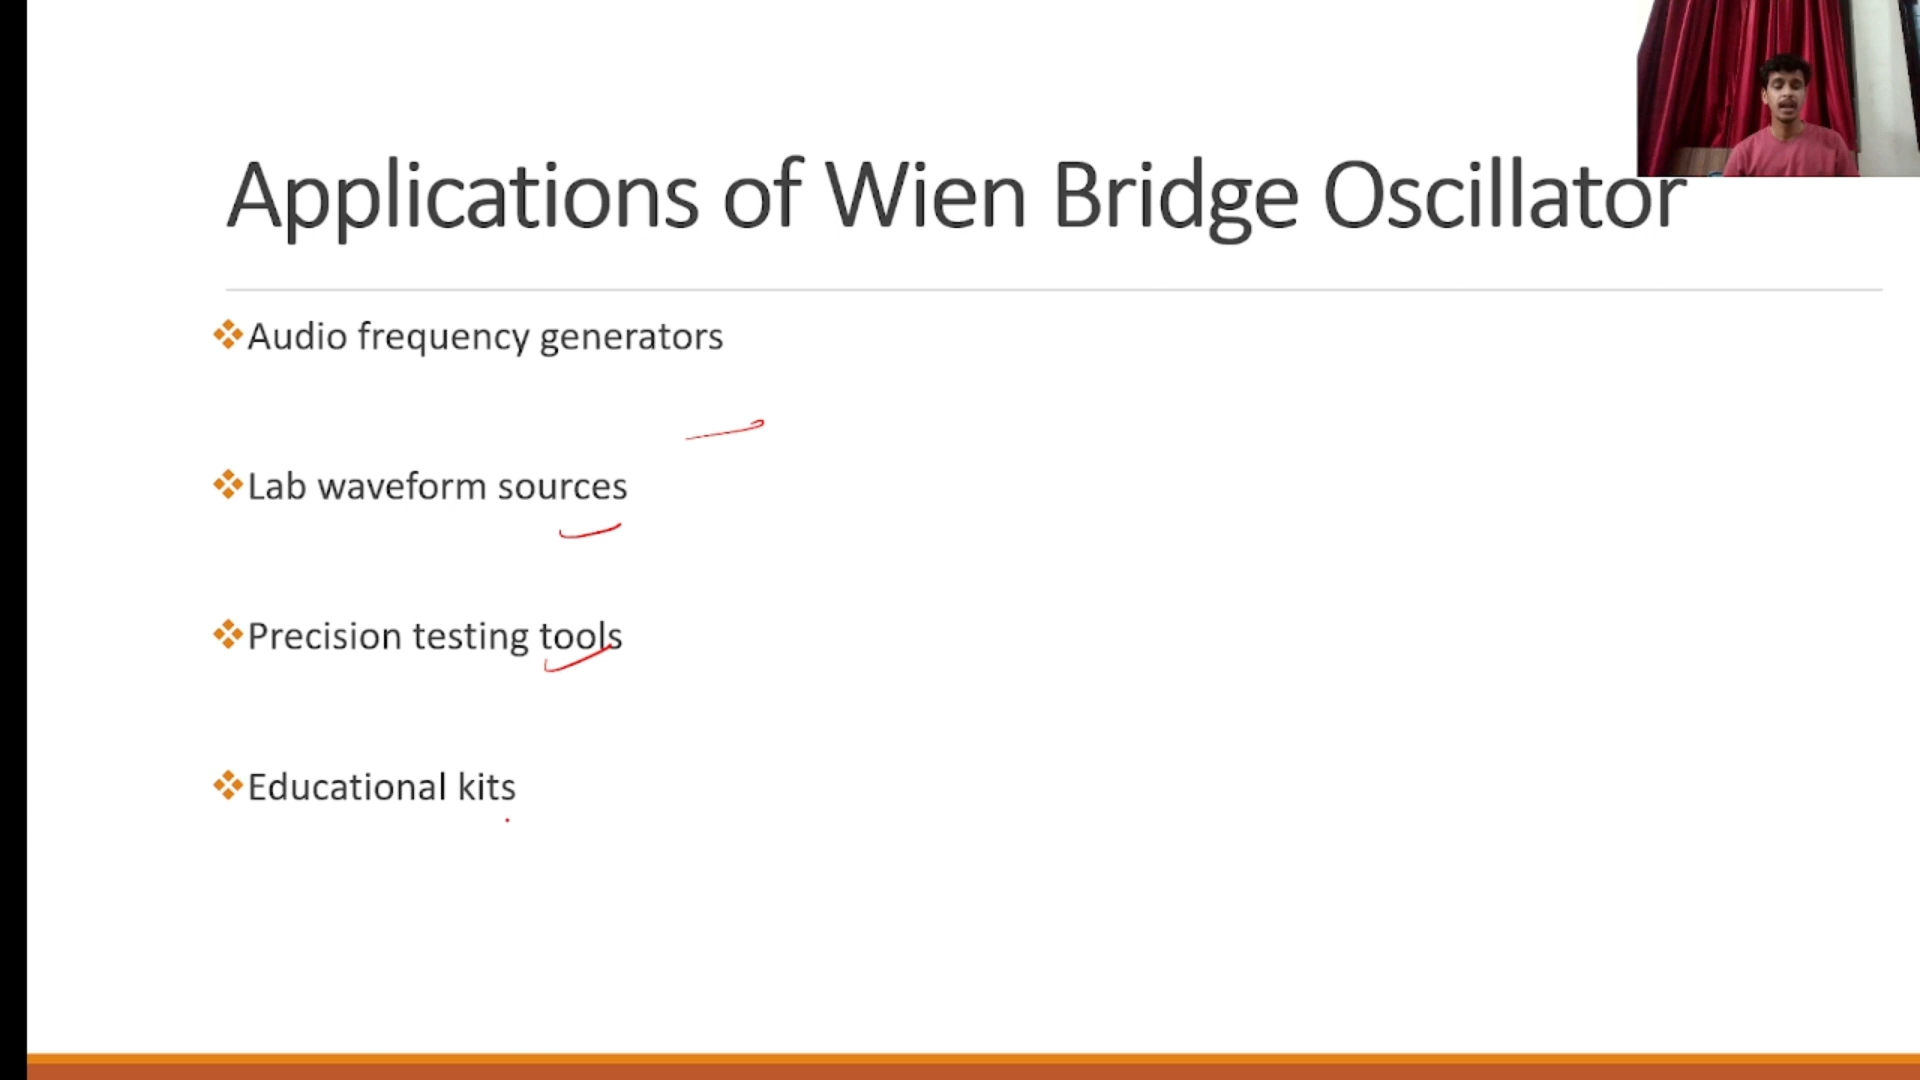 Applications of Wien Bridge Oscillator
Audio frequency generators
Lab waveform sources
Precision testing tools
Educational kits